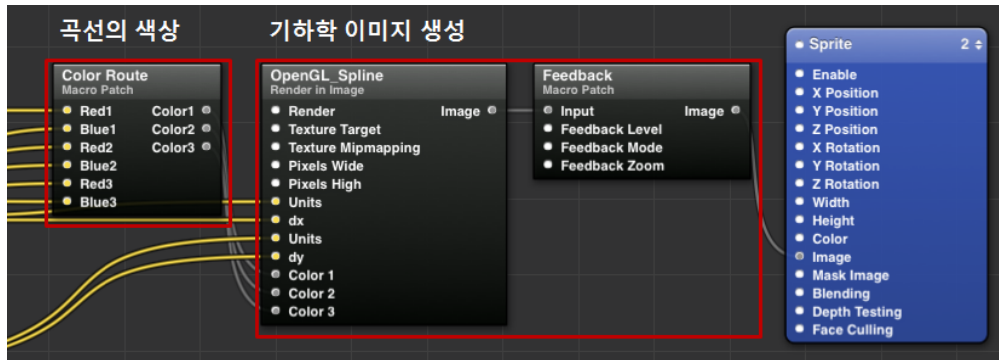 곡선의 색상
기하학 이미지 생성
Color Route
Macro Patch
Red1 Color1
Blue1 Color2
Red2 Color3
Blue2
Red3
Blue3
OpenGL_Spline
Render in Image
Render Image
Texture Target
Texture Mipmapping
Pixels Wide
Pixels High
Units
dx
Units
dy
Color 1
Color 2
Color 3
Feedback
Macro Patch
Input Image
Feedback Level
Feedback Mode
Feedback Zoom
Sprite 2
Enable
X Position
Y Position
Z Position
X Rotation
Y Rotation
Z Rotation
Width
Height
Color
Image
Mask Image
Blending
Depth Testing
Face Culling